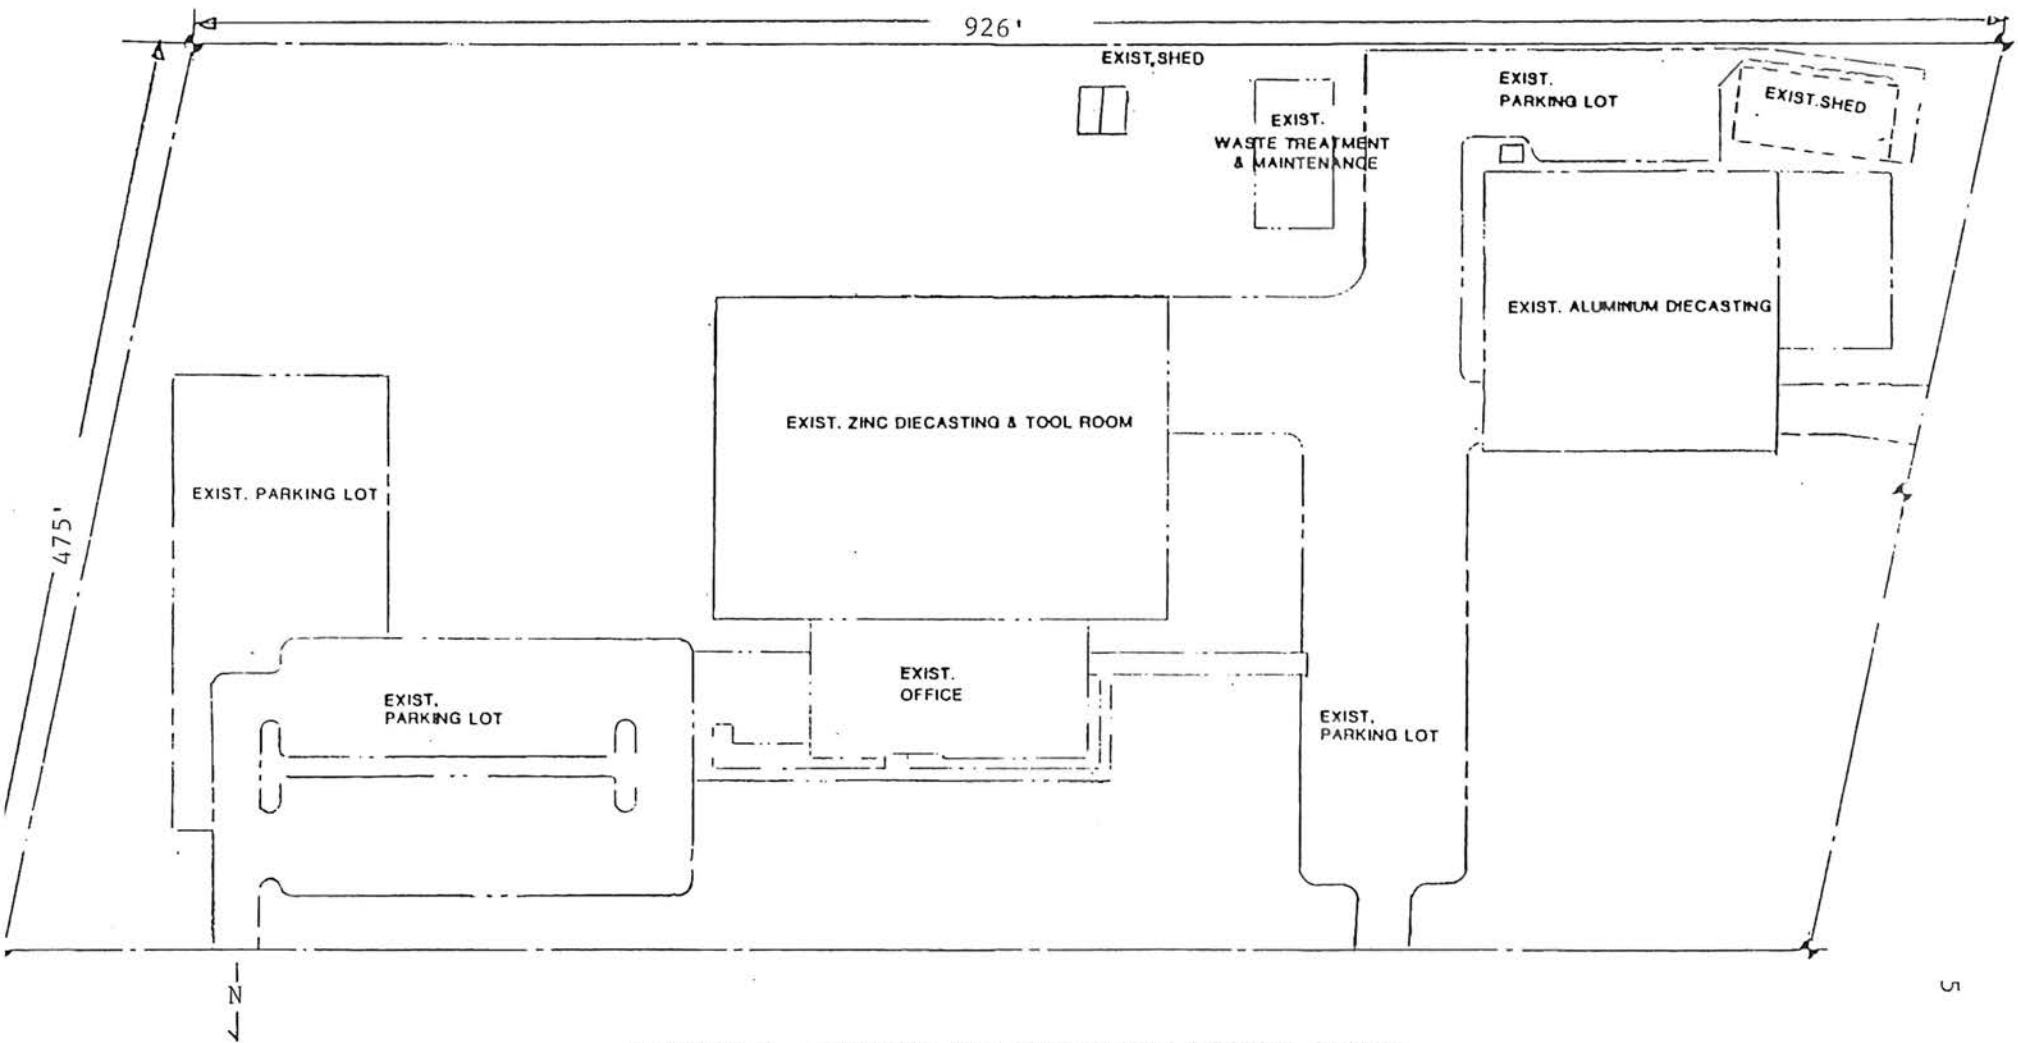 926'
EXIST. SHED
EXIST.
PARKING LOT
EXIST. SHED
EXIST.
WASTE TREATMENT
& MAINTENANCE
EXIST. ALUMINUM DIECASTING
EXIST. ZINC DIECASTING & TOOL ROOM
EXIST. PARKING LOT
475'
EXIST.
OFFICE
EXIST.
PARKING LOT
EXIST.
PARKING LOT
N
5